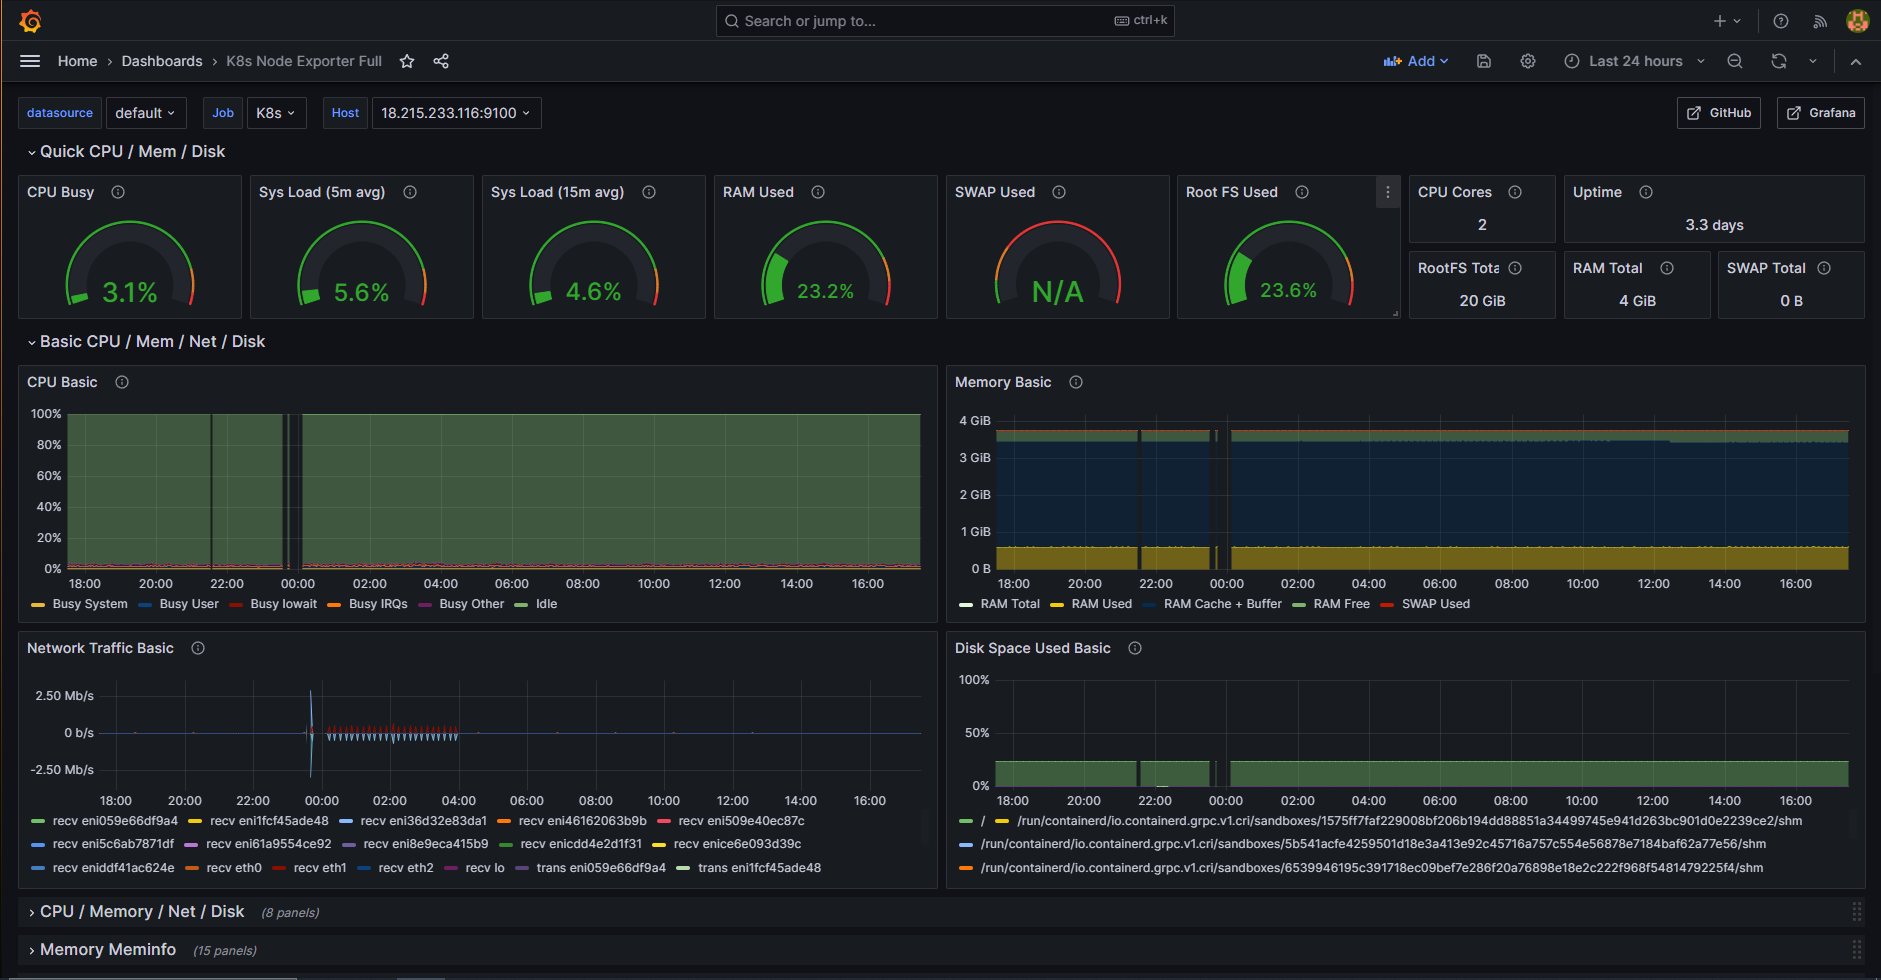 Search or jump to... ctrl+k
Home › Dashboards › K8s Node Exporter Full
Add
Last 24 hours
datasource default Job K8s Host 18.215.233.116:9100 GitHub Grafana
Quick CPU / Mem / Disk
CPU Busy
3.1%
Sys Load (5m avg)
5.6%
Sys Load (15m avg)
4.6%
RAM Used
23.2%
SWAP Used
N/A
Root FS Used
23.6%
CPU Cores
2
Uptime
3.3 days
RootFS Tota
20 GiB
RAM Total
4 GiB
SWAP Total
0 B
Basic CPU / Mem / Net / Disk
CPU Basic
100%
80%
60%
40%
20%
0%
18:00 20:00 22:00 00:00 02:00 04:00 06:00 08:00 10:00 12:00 14:00 16:00
Busy System Busy User Busy Iowait Busy IRQs Busy Other Idle
Memory Basic
4 GiB
3 GiB
2 GiB
1 GiB
0 B
18:00 20:00 22:00 00:00 02:00 04:00 06:00 08:00 10:00 12:00 14:00 16:00
RAM Total RAM Used RAM Cache + Buffer RAM Free SWAP Used
Network Traffic Basic
2.50 Mb/s
0 b/s
-2.50 Mb/s
18:00 20:00 22:00 00:00 02:00 04:00 06:00 08:00 10:00 12:00 14:00 16:00
recv eni059e66df9a4 recv eni1fcf45ade48 recv eni36d32e83da1 recv eni46162063b9b recv eni509e40ec87c
recv eni5c6ab7871df recv eni61a9554ce92 recv eni8e9eca415b9 recv enicdd4e2d1f31 recv enice6e093d39c
recv eniddf41ac624e recv eth0 recv eth1 recv eth2 recv lo trans eni059e66df9a4 trans eni1fcf45ade48
Disk Space Used Basic
100%
50%
0%
18:00 20:00 22:00 00:00 02:00 04:00 06:00 08:00 10:00 12:00 14:00 16:00
/ /run/containerd/io.containerd.grpc.v1.cri/sandboxes/1575ff7faf229008bf206b194dd88851a34499745e941d263bc901d0e2239ce2/shm
/run/containerd/io.containerd.grpc.v1.cri/sandboxes/5b541acfe4259501d18e3a413e92c45716a757c554e56878e7184baf62a77e56/shm
/run/containerd/io.containerd.grpc.v1.cri/sandboxes/6539946195c391718ec09bef7e286f20a76898e18e2c222f968f5481479225f4/shm
CPU / Memory / Net / Disk (8 panels)
Memory Meminfo (15 panels)